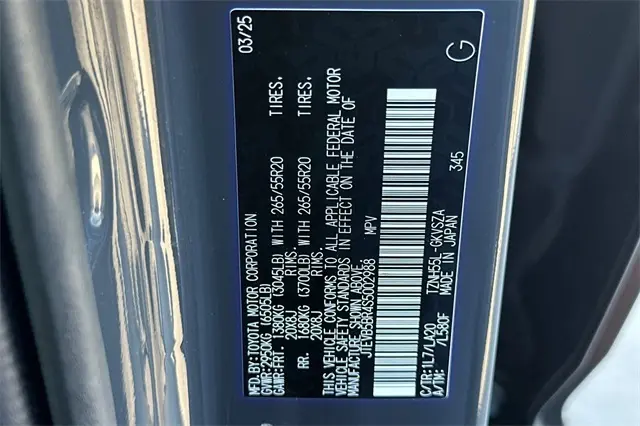 MFD.BY:TOYOTA MOTOR CORPORATION 03/25
GVWR:2950KG (6505LB)
GAWR:FRT. 1380KG (3045LB) WITH 265/55R20 TIRES,
20X8J RIMS
RR. 1680KG (3700LB) WITH 265/55R20 TIRES,
20X8J RIMS
THIS VEHICLE CONFORMS TO ALL APPLICABLE FEDERAL MOTOR
VEHICLE SAFETY STANDARDS IN EFFECT ON THE DATE OF
MANUFACTURE SHOWN ABOVE.
JTEVB5BR4S5002988 MPV
C/TR:1L7/LA20 TZNH55L-GKVSZA
A/TM: /L580F MADE IN JAPAN 345
G